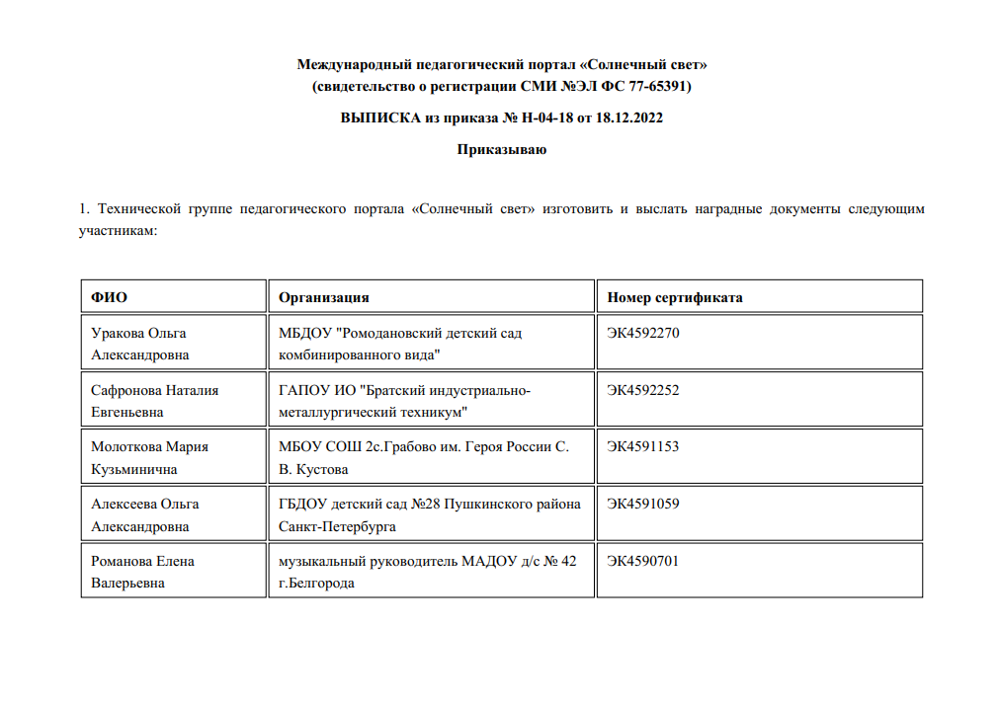 Международный педагогический портал «Солнечный свет»
(свидетельство о регистрации СМИ №ЭЛ ФС 77-65391)
ВЫПИСКА из приказа № Н-04-18 от 18.12.2022
Приказываю
1. Технической группе педагогического портала «Солнечный свет» изготовить и выслать наградные документы следующим
участникам:
ФИО Организация Номер сертификата
Уракова Ольга МБДОУ "Ромодановский детский сад ЭК4592270
Александровна комбинированного вида"
Сафронова Наталия ГАПОУ ИО "Братский индустриально- ЭК4592252
Евгеньевна металлургический техникум"
Молоткова Мария МБОУ СОШ 2с.Грабово им. Героя России С. ЭК4591153
Кузьминична В. Кустова
Алексеева Ольга ГБДОУ детский сад №28 Пушкинского района ЭК4591059
Александровна Санкт-Петербурга
Романова Елена музыкальный руководитель МАДОУ д/с № 42 ЭК4590701
Валерьевна г.Белгорода